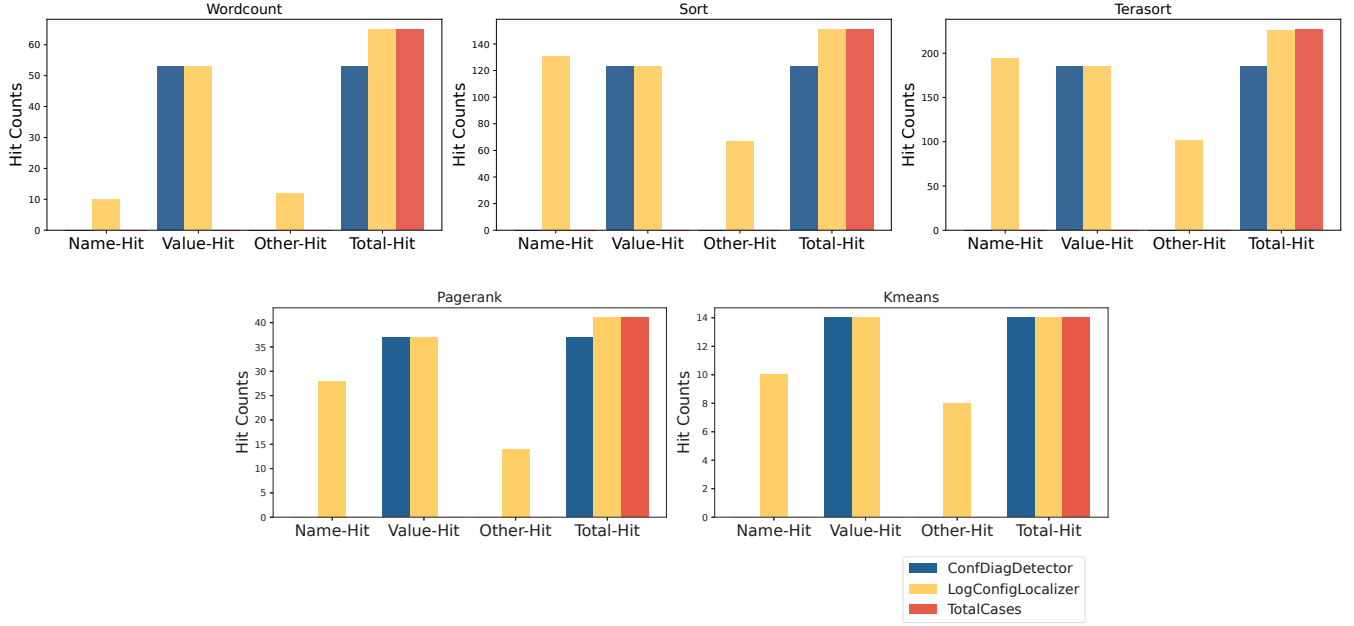 Wordcount
Hit Counts
60
50
40
30
20
10
0
Name-Hit Value-Hit Other-Hit Total-Hit
Sort
Hit Counts
140
120
100
80
60
40
20
0
Name-Hit Value-Hit Other-Hit Total-Hit
Terasort
Hit Counts
200
150
100
50
0
Name-Hit Value-Hit Other-Hit Total-Hit
Pagerank
Hit Counts
40
35
30
25
20
15
10
5
0
Name-Hit Value-Hit Other-Hit Total-Hit
Kmeans
Hit Counts
14
12
10
8
6
4
2
0
Name-Hit Value-Hit Other-Hit Total-Hit
ConfDiagDetector
LogConfigLocalizer
TotalCases